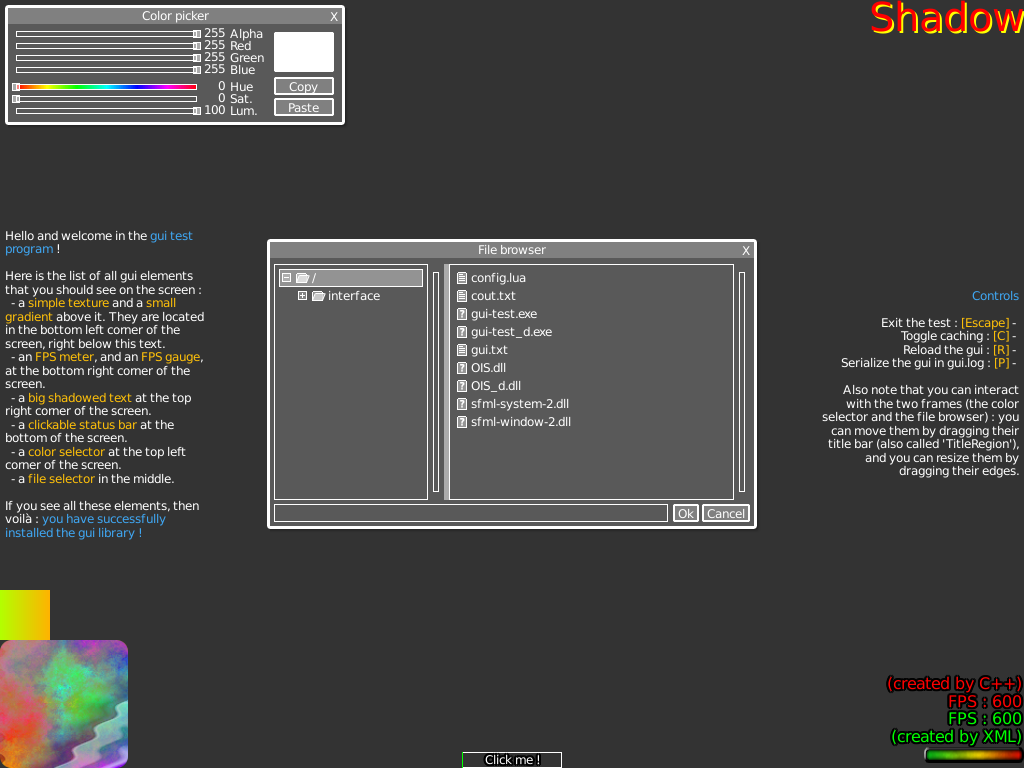 Color picker X
255 Alpha
255 Red
255 Green
255 Blue
0 Hue
0 Sat.
100 Lum.
Copy
Paste
Shadow
Hello and welcome in the gui test
program !
Here is the list of all gui elements
that you should see on the screen :
- a simple texture and a small
gradient above it. They are located
in the bottom left corner of the
screen, right below this text.
- an FPS meter, and an FPS gauge,
at the bottom right corner of the
screen.
- a big shadowed text at the top
right corner of the screen.
- a clickable status bar at the
bottom of the screen.
- a color selector at the top left
corner of the screen.
- a file selector in the middle.
If you see all these elements, then
voilà : you have successfully
installed the gui library !
File browser X
/
interface
config.lua
cout.txt
gui-test.exe
gui-test_d.exe
gui.txt
OIS.dll
OIS_d.dll
sfml-system-2.dll
sfml-window-2.dll
Ok Cancel
Controls
Exit the test : [Escape] -
Toggle caching : [C] -
Reload the gui : [R] -
Serialize the gui in gui.log : [P] -
Also note that you can interact
with the two frames (the color
selector and the file browser) : you
can move them by dragging their
title bar (also called 'TitleRegion'),
and you can resize them by
dragging their edges.
(created by C++)
FPS : 600
FPS : 600
(created by XML)
Click me !